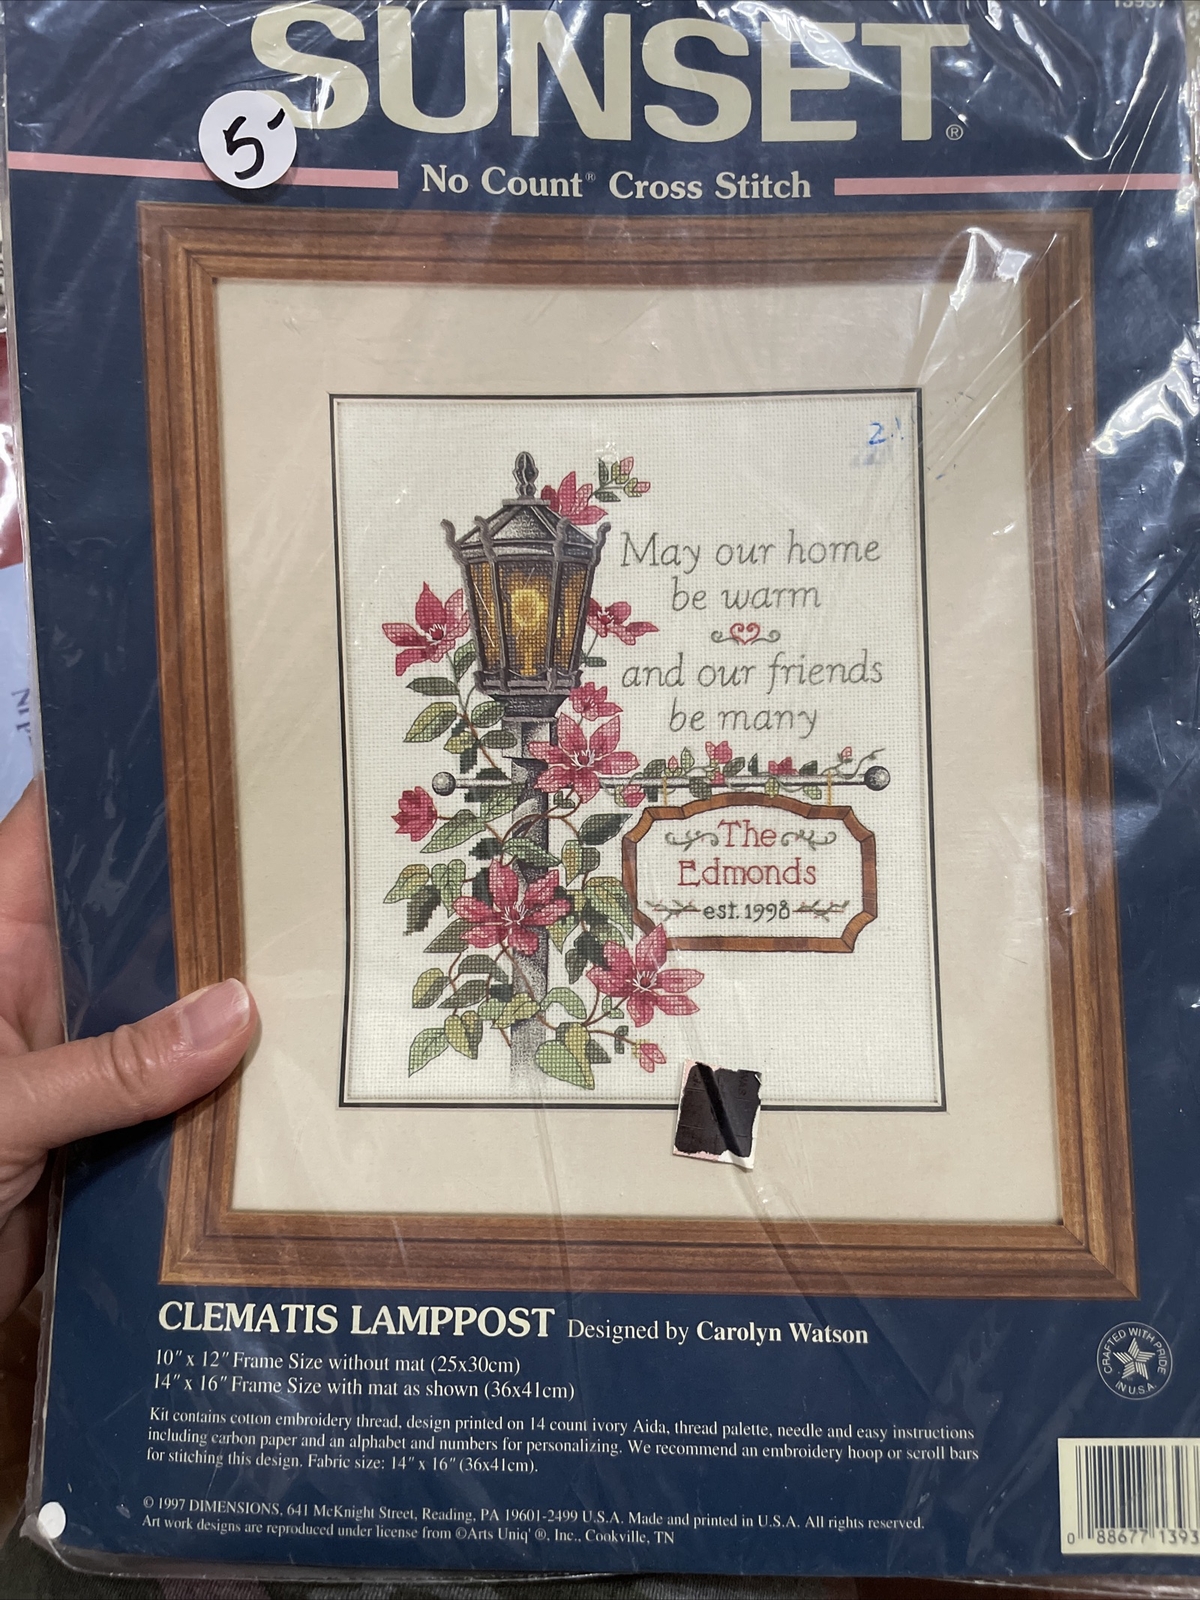 SUNSET®
5-
No Count® Cross Stitch
2.
May our home
be warm
and our friends
be many
The
Edmonds
est. 1998
CLEMATIS LAMPPOST Designed by Carolyn Watson
10" x 12" Frame Size without mat (25x30cm)
14" x 16" Frame Size with mat as shown (36x41cm)
Kit contains cotton embroidery thread, design printed on 14 count ivory Aida, thread palette, needle and easy instructions
including carbon paper and an alphabet and numbers for personalizing. We recommend an embroidery hoop or scroll bars
for stitching this design. Fabric size: 14" x 16" (36x41cm).
CRAFTED WITH PRIDE
IN U.S.A.
© 1997 DIMENSIONS, 641 McKnight Street, Reading, PA 19601-2499 U.S.A. Made and printed in U.S.A. All rights reserved.
Art work designs are reproduced under license from ©Arts Uniq' ®, Inc., Cookville, TN
0 88677 1393